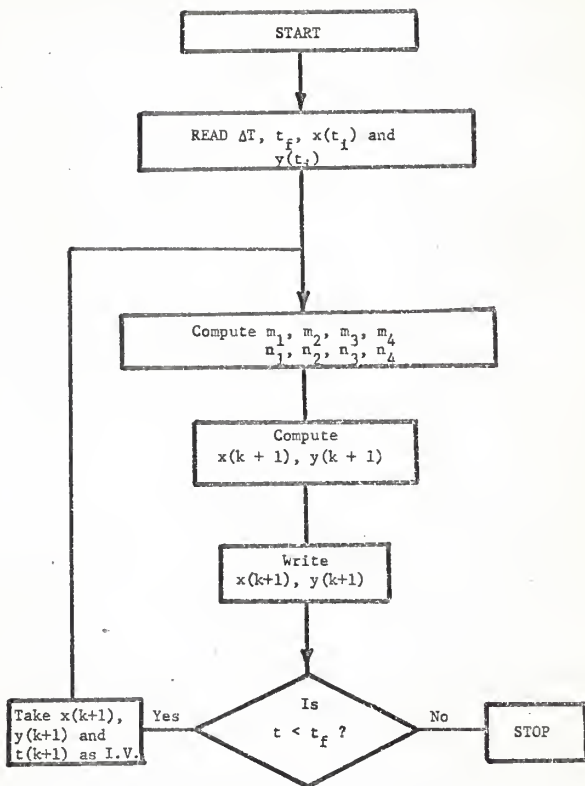 START
READ ΔT, t_f, x(t_i) and
y(t_i)
Compute m_1, m_2, m_3, m_4
n_1, n_2, n_3, n_4
Compute
x(k + 1), y(k + 1)
Write
x(k+1), y(k+1)
Is
t < t_f ?
Yes
No
Take x(k+1),
y(k+1) and
t(k+1) as I.V.
STOP